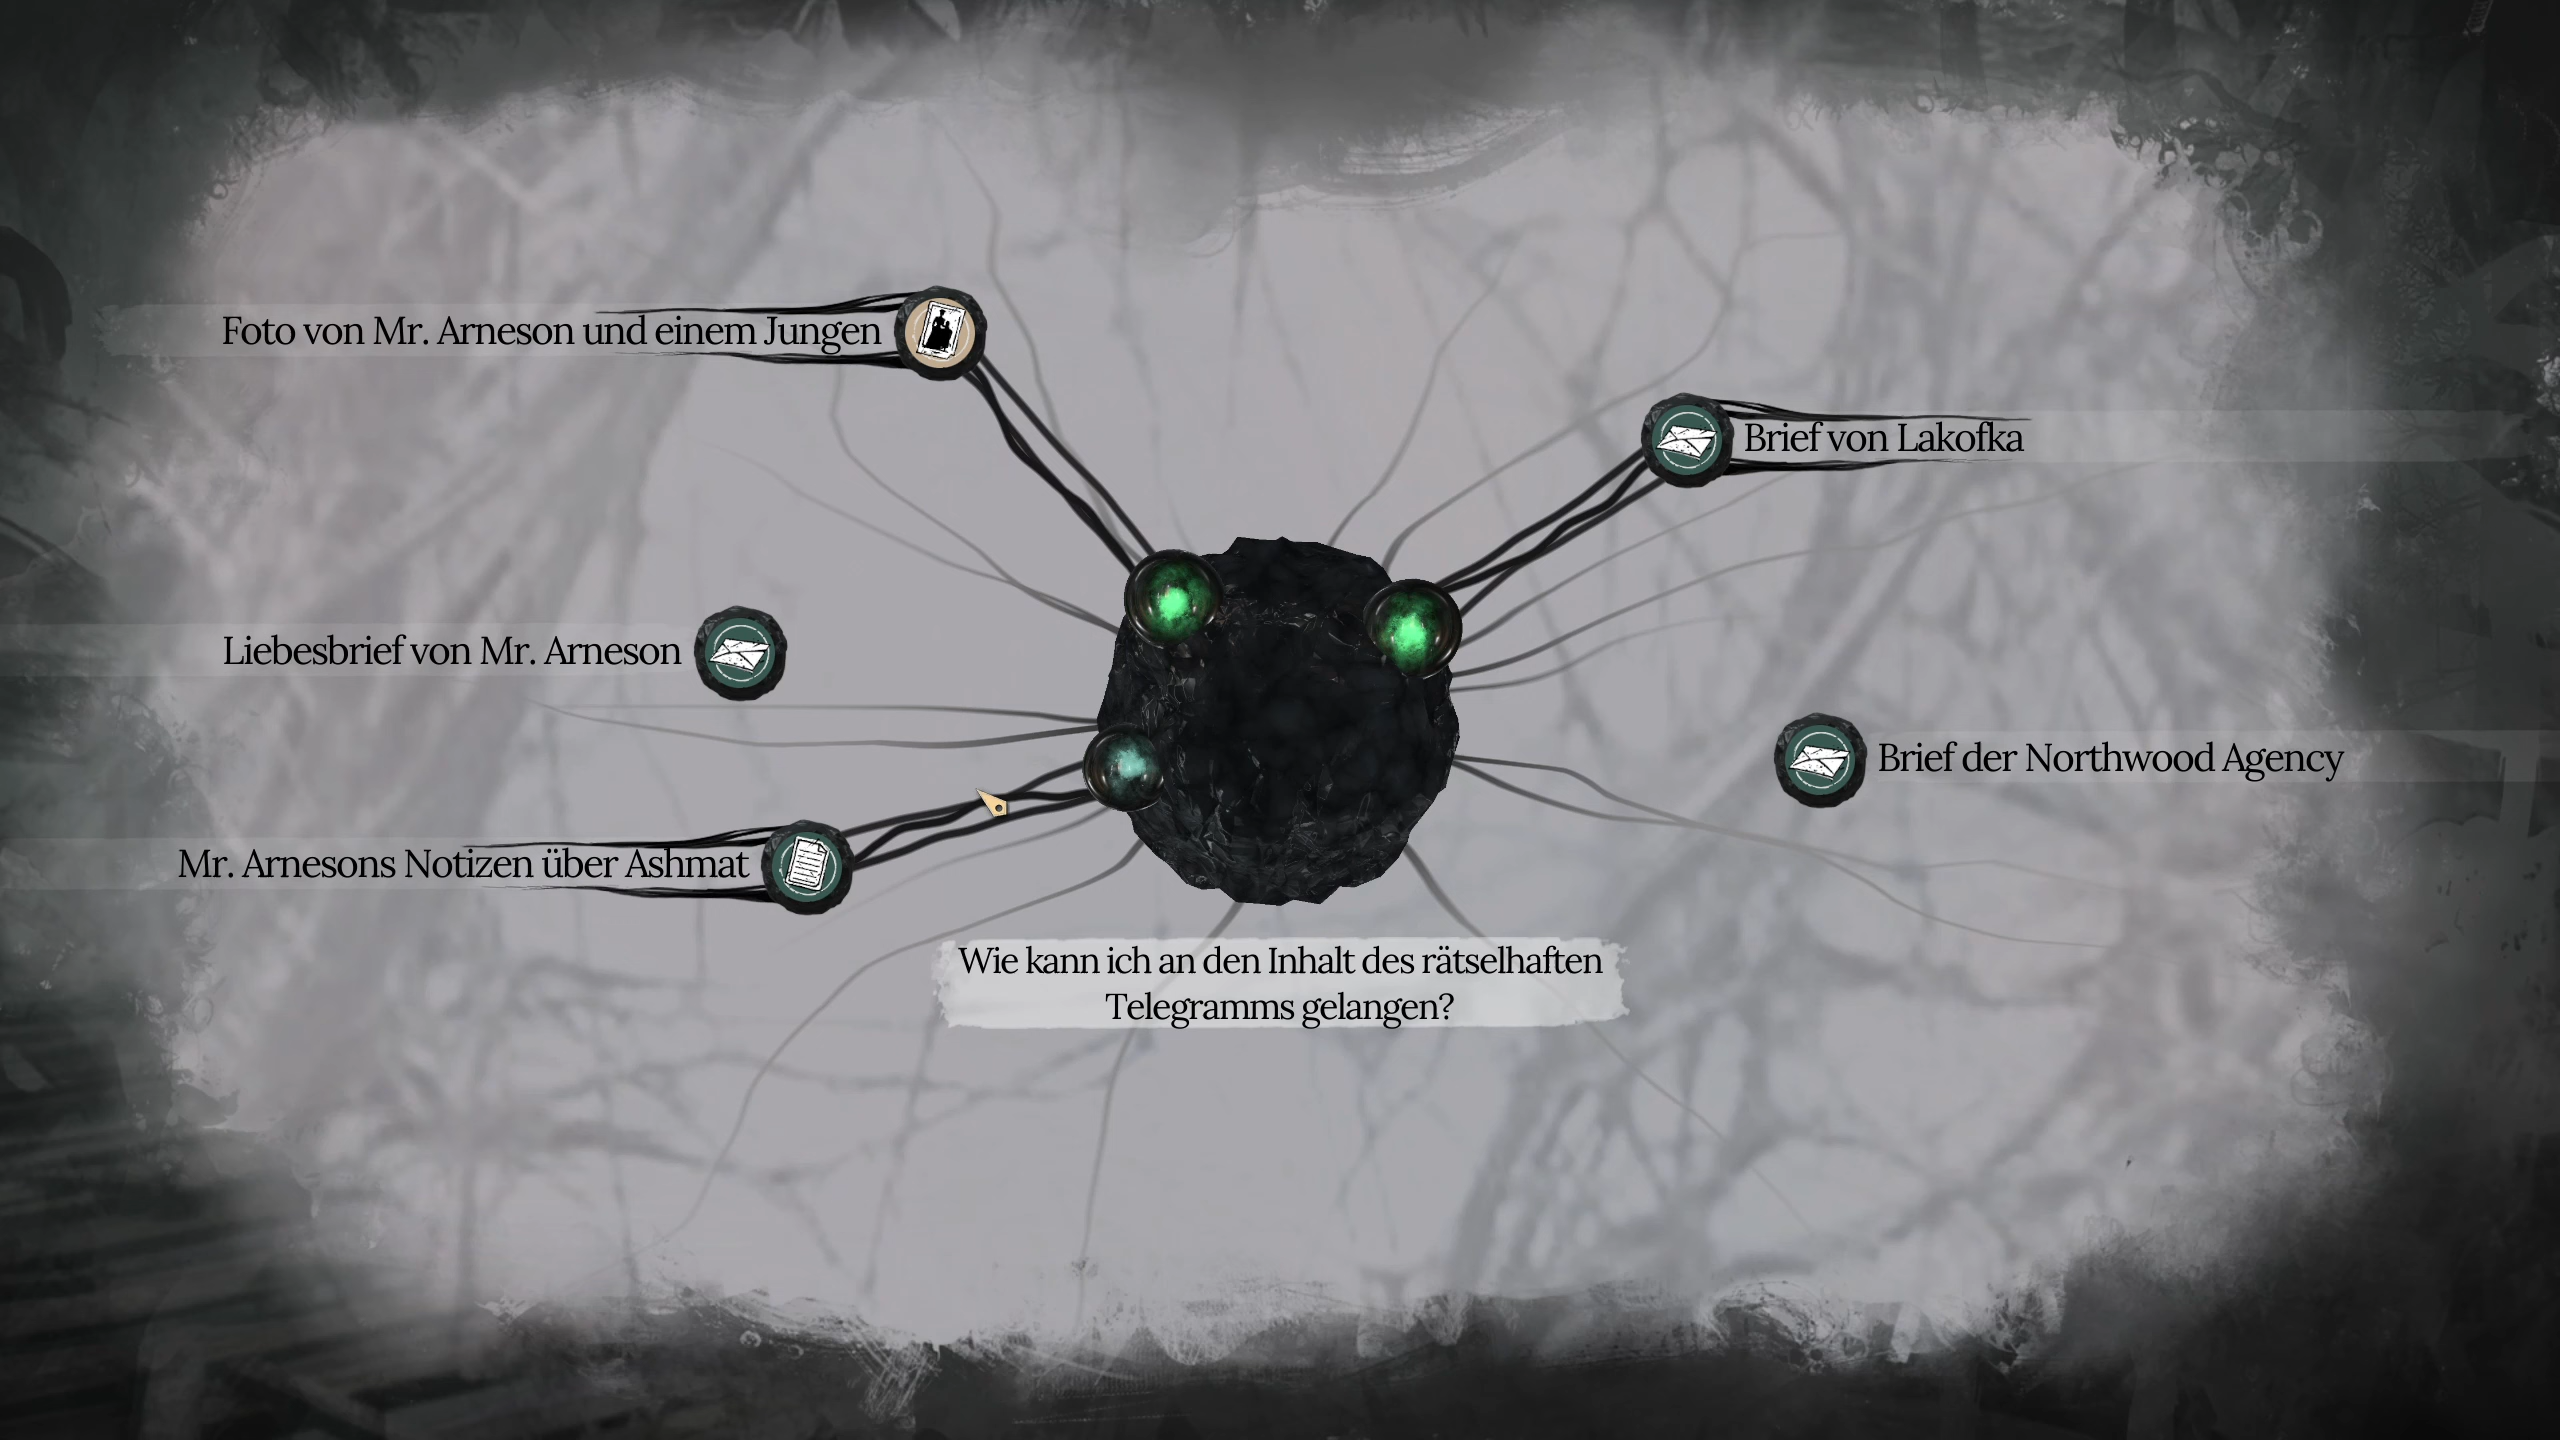 Foto von Mr. Arneson und einem Jungen
Brief von Lakofka
Liebesbrief von Mr. Arneson
Brief der Northwood Agency
Mr. Arnesons Notizen über Ashmat
Wie kann ich an den Inhalt des rätselhaften
Telegramms gelangen?